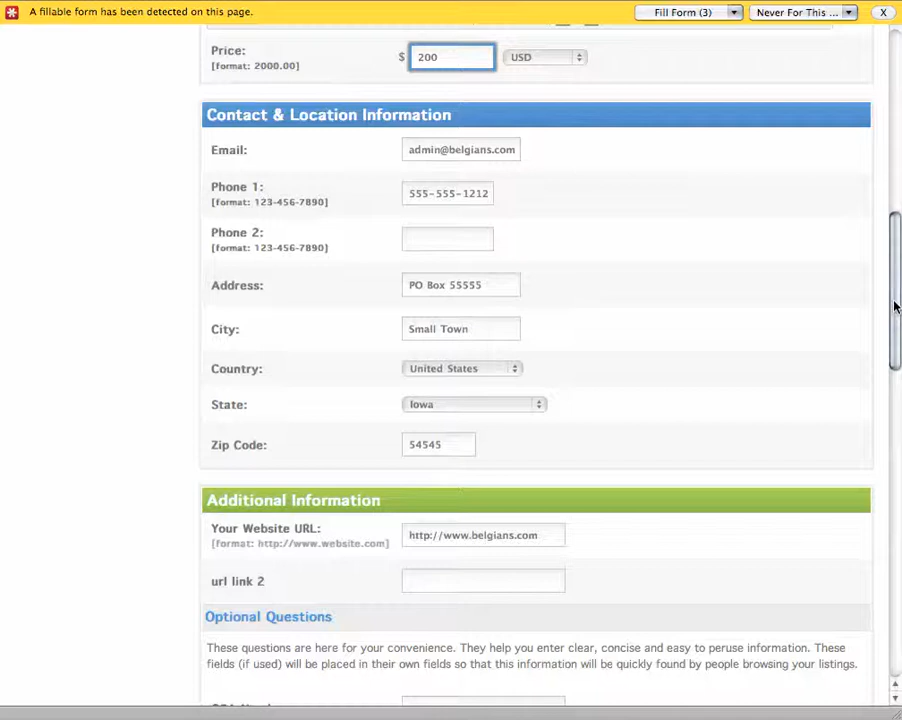 A fillable form has been detected on this page.
Fill Form (3)
Never For This ...
X
Price:
[format: 2000.00]
$
200
USD
Contact & Location Information
Email:
admin@belgians.com
Phone 1:
[format: 123-456-7890]
555-555-1212
Phone 2:
[format: 123-456-7890]
Address:
PO Box 55555
City:
Small Town
Country:
United States
State:
Iowa
Zip Code:
54545
Additional Information
Your Website URL:
[format: http://www.website.com]
http://www.belgians.com
url link 2
Optional Questions
These questions are here for your convenience. They help you enter clear, concise and easy to peruse information. These
fields (if used) will be placed in their own fields so that this information will be quickly found by people browsing your listings.